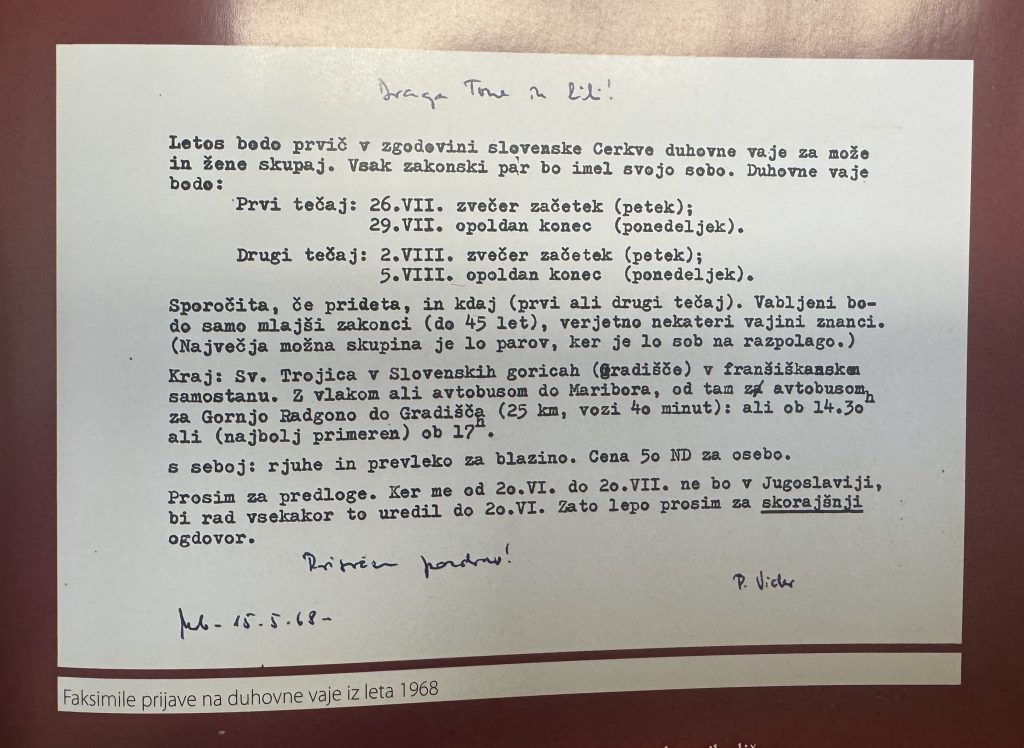 Draga Tone in Lili!
Letos bodo prvič v zgodovini slovenske Cerkve duhovne vaje za može
in žene skupaj. Vsak zakonski par bo imel svojo sobo. Duhovne vaje
bodo:
Prvi tečaj: 26.VII. zvečer začetek (petek);
29.VII. opoldan konec (ponedeljek).
Drugi tečaj: 2.VIII. zvečer začetek (petek);
5.VIII. opoldan konec (ponedeljek).
Sporočita, če prideta, in kdaj (prvi ali drugi tečaj). Vabljeni bo-
do samo mlajši zakonci (do 45 let), verjetno nekateri vajini znanci.
(Največja možna skupina je lo parov, ker je lo sob na razpolago.)
Kraj: Sv. Trojica v Slovenskih goricah (Gradišče) v franšiškanskem
samostanu. Z vlakom ali avtobusom do Maribora, od tam z avtobusom
za Gornjo Radgono do Gradišča (25 km, vozi 4o minut): ali ob 14.3o h
ali (najbolj primeren) ob 17 h.
s seboj: rjuhe in prevleko za blazino. Cena 5o ND za osebo.
Prosim za predloge. Ker me od 2o.VI. do 2o.VII. ne bo v Jugoslaviji,
bi rad vsekakor to uredil do 2o.VI. Zato lepo prosim za skorajšnji
ogdovor.
Prisrčen pozdrav!
P. Vider
15.5.68-
Faksimile prijave na duhovne vaje iz leta 1968